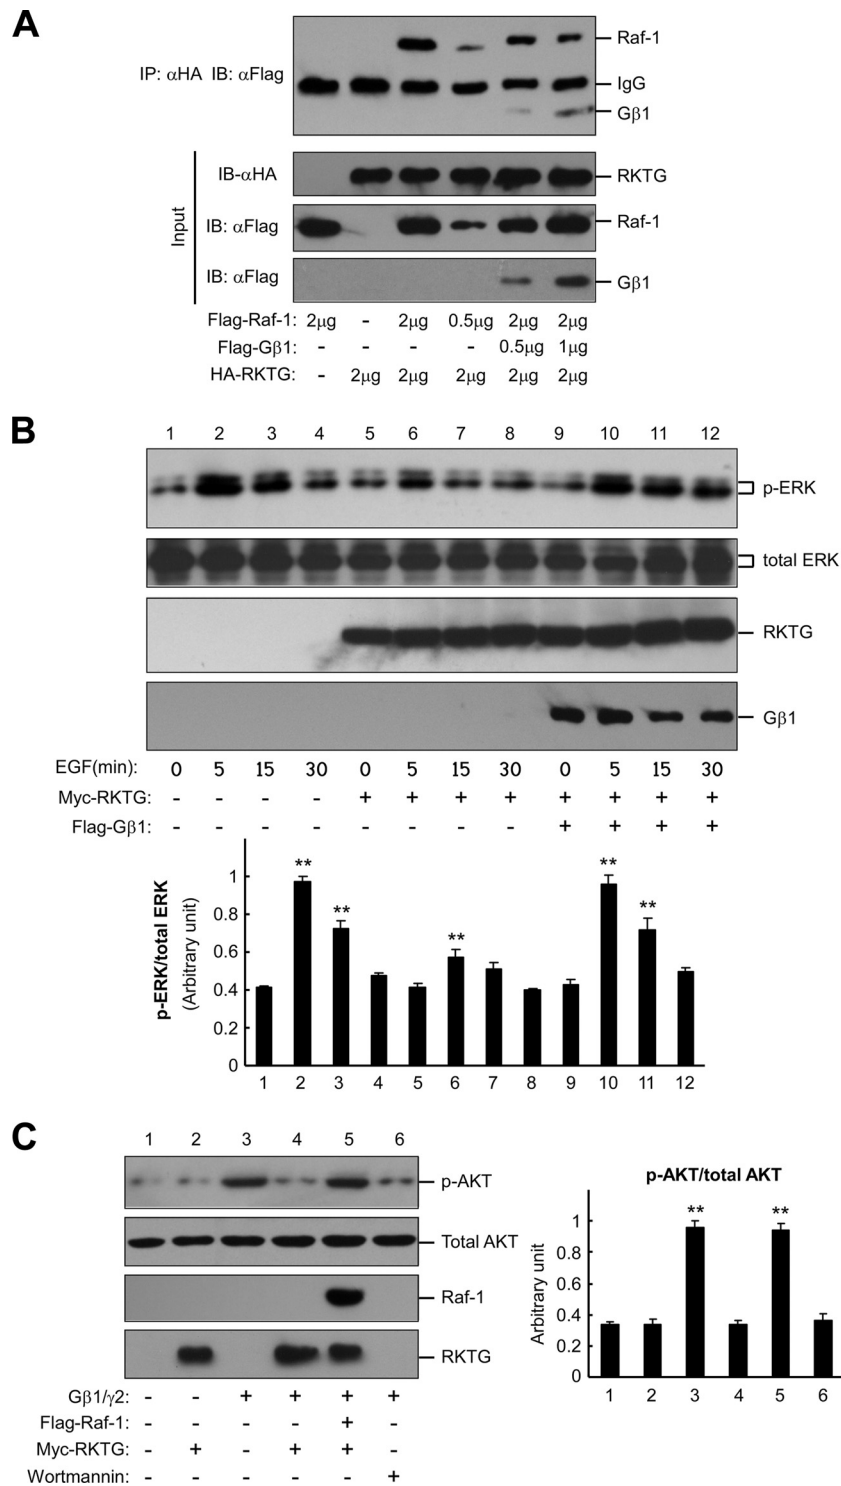 A
IP: αHA IB: αFlag
Raf-1
IgG
Gβ1
Input
IB-αHA
RKTG
IB: αFlag
Raf-1
IB: αFlag
Gβ1
Flag-Raf-1: 2μg - 2μg 0.5μg 2μg 2μg
Flag-Gβ1: - - - - 0.5μg 1μg
HA-RKTG: - 2μg 2μg 2μg 2μg 2μg
B
1 2 3 4 5 6 7 8 9 10 11 12
p-ERK
total ERK
RKTG
Gβ1
EGF(min): 0 5 15 30 0 5 15 30 0 5 15 30
Myc-RKTG: - - - - + + + + + + + +
Flag-Gβ1: - - - - - - - - + + + +
p-ERK/total ERK
(Arbitrary unit)
1
0.8
0.6
0.4
0.2
0
** ** ** ** **
1 2 3 4 5 6 7 8 9 10 11 12
C
1 2 3 4 5 6
p-AKT
Total AKT
Raf-1
RKTG
Gβ1/γ2: - - + + + +
Flag-Raf-1: - - - - + -
Myc-RKTG: - + - + + -
Wortmannin: - - - - - +
p-AKT/total AKT
Arbitrary unit
1
0.8
0.6
0.4
0.2
0
** **
1 2 3 4 5 6